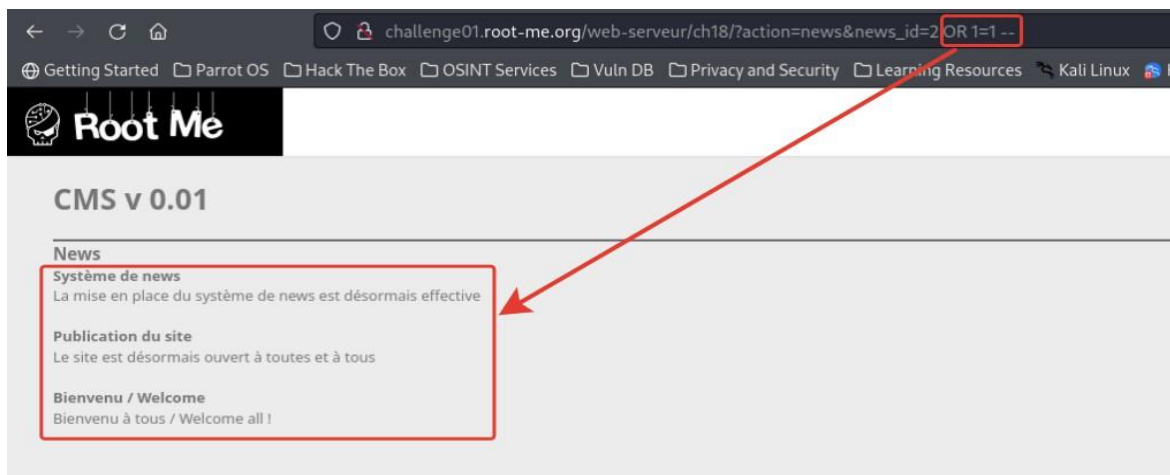 challenge01.root-me.org/web-serveur/ch18/?action=news&news_id=2 OR 1=1 --
Getting Started Parrot OS Hack The Box OSINT Services Vuln DB Privacy and Security Learning Resources Kali Linux
Root Me
CMS v 0.01
News
Système de news
La mise en place du système de news est désormais effective
Publication du site
Le site est désormais ouvert à toutes et à tous
Bienvenu / Welcome
Bienvenu à tous / Welcome all !